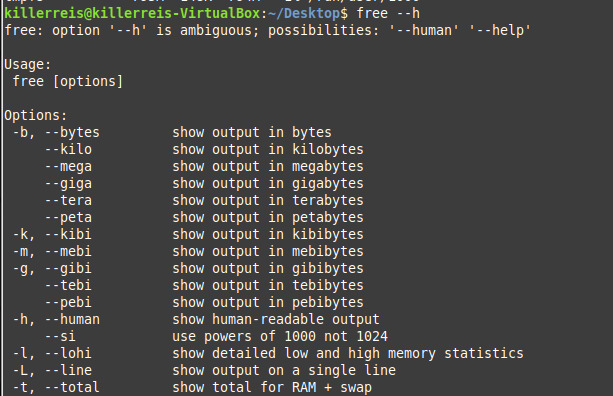 killerreis@killerreis-VirtualBox:~/Desktop$ free --h
free: option '--h' is ambiguous; possibilities: '--human' '--help'

Usage:
 free [options]

Options:
 -b, --bytes         show output in bytes
     --kilo          show output in kilobytes
     --mega          show output in megabytes
     --giga          show output in gigabytes
     --tera          show output in terabytes
     --peta          show output in petabytes
 -k, --kibi          show output in kibibytes
 -m, --mebi          show output in mebibytes
 -g, --gibi          show output in gibibytes
     --tebi          show output in tebibytes
     --pebi          show output in pebibytes
 -h, --human         show human-readable output
     --si            use powers of 1000 not 1024
 -l, --lohi          show detailed low and high memory statistics
 -L, --line          show output on a single line
 -t, --total         show total for RAM + swap